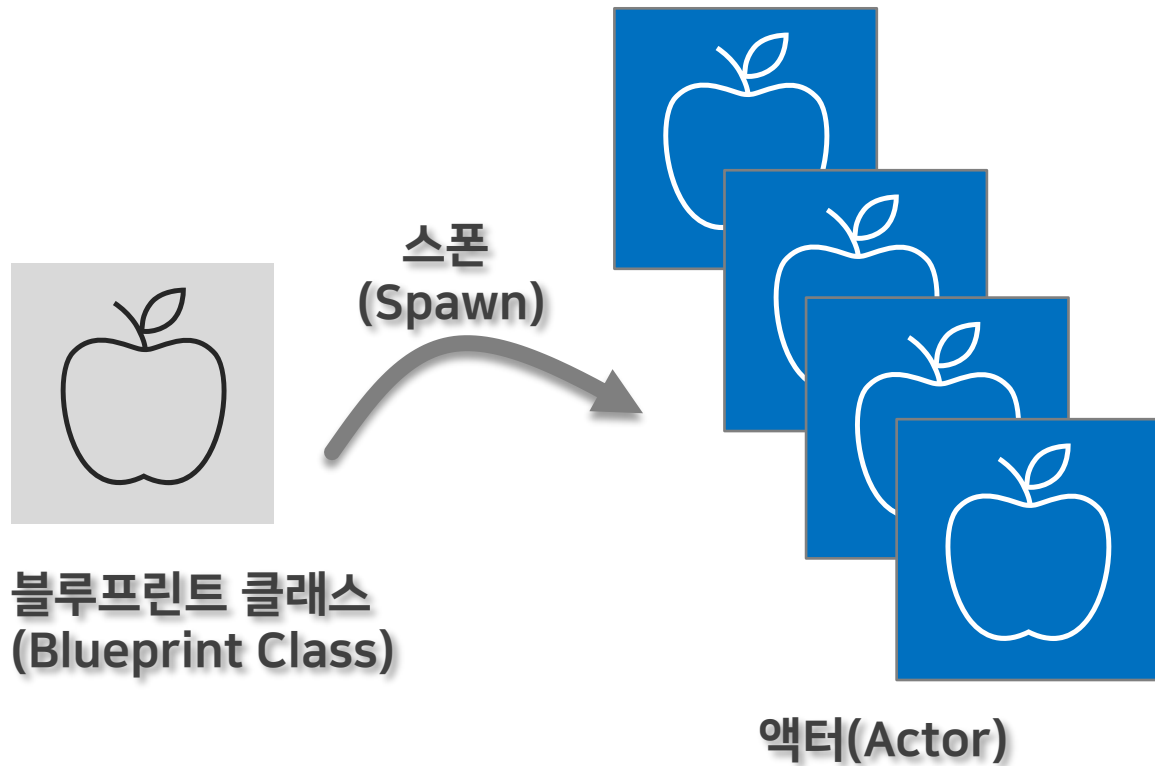 스폰
(Spawn)
블루프린트 클래스
(Blueprint Class)
액터(Actor)